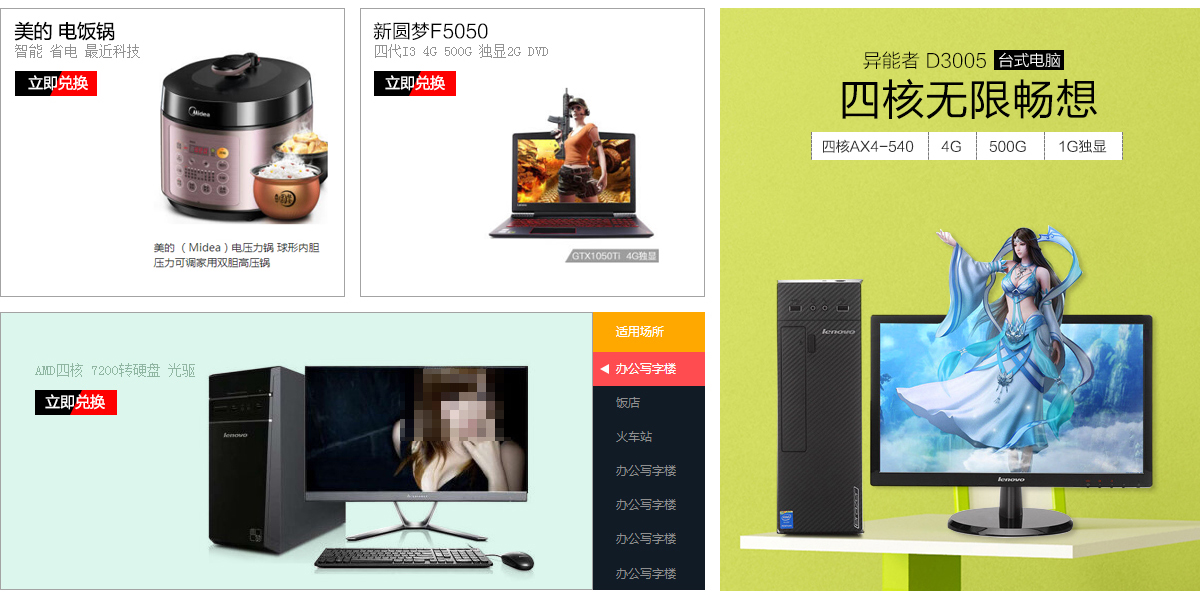 美的 电饭锅
智能 省电 最近科技
立即兑换
Midea
美的 （ Midea ）电压力锅 球形内胆
压力可调家用双胆高压锅
新圆梦F5050
四代I3 4G 500G 独显2G DVD
立即兑换
GTX1050Ti 4G独显
异能者 D3005 台式电脑
四核无限畅想
四核AX4-540 4G 500G 1G独显
lenovo
lenovo
AMD四核 7200转硬盘 光驱
立即兑换
lenovo
适用场所
办公写字楼
饭店
火车站
办公写字楼
办公写字楼
办公写字楼
办公写字楼